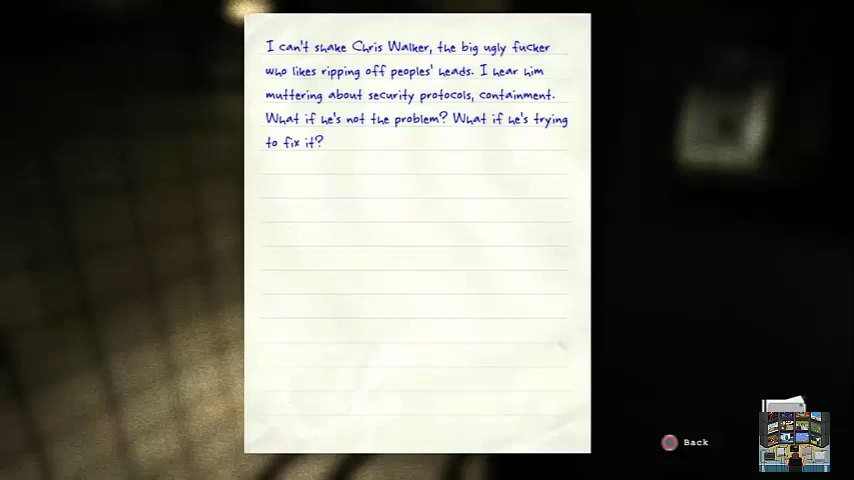 I can't shake Chris Walker, the big ugly fucker
who likes ripping off peoples' heads. I hear him
muttering about security protocols, containment.
What if he's not the problem? What if he's trying
to fix it?
Back